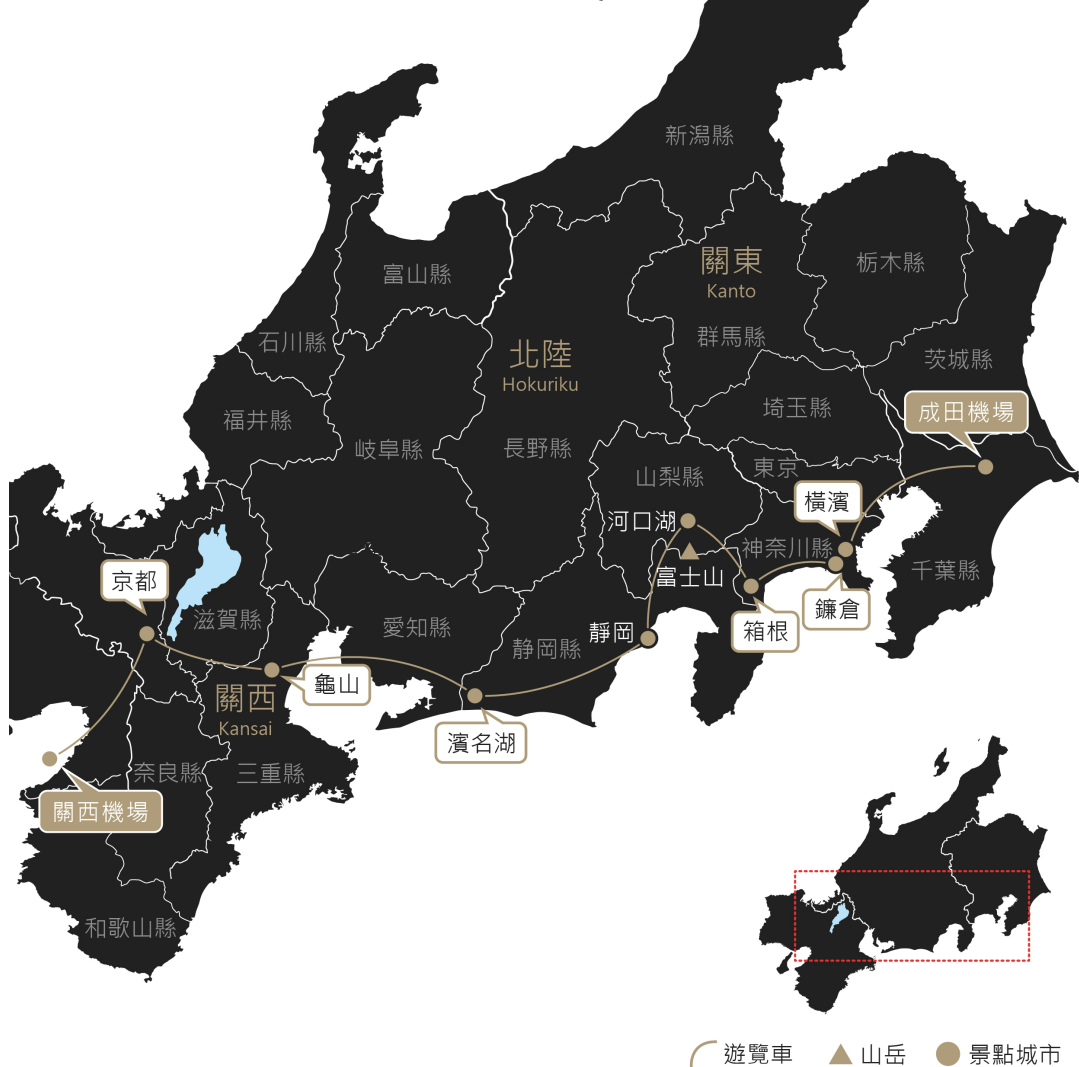 新潟縣
關東
Kanto
栃木縣
富山縣
石川縣
北陸
Hokuriku
群馬縣
茨城縣
福井縣
埼玉縣
成田機場
岐阜縣
長野縣
山梨縣
東京
橫濱
河口湖
神奈川縣
富士山
千葉縣
京都
滋賀縣
愛知縣
静岡縣
靜岡
箱根
鐮倉
關西
Kansai
龜山
濱名湖
奈良縣
三重縣
關西機場
和歌山縣
遊覽車
山岳
景點城市